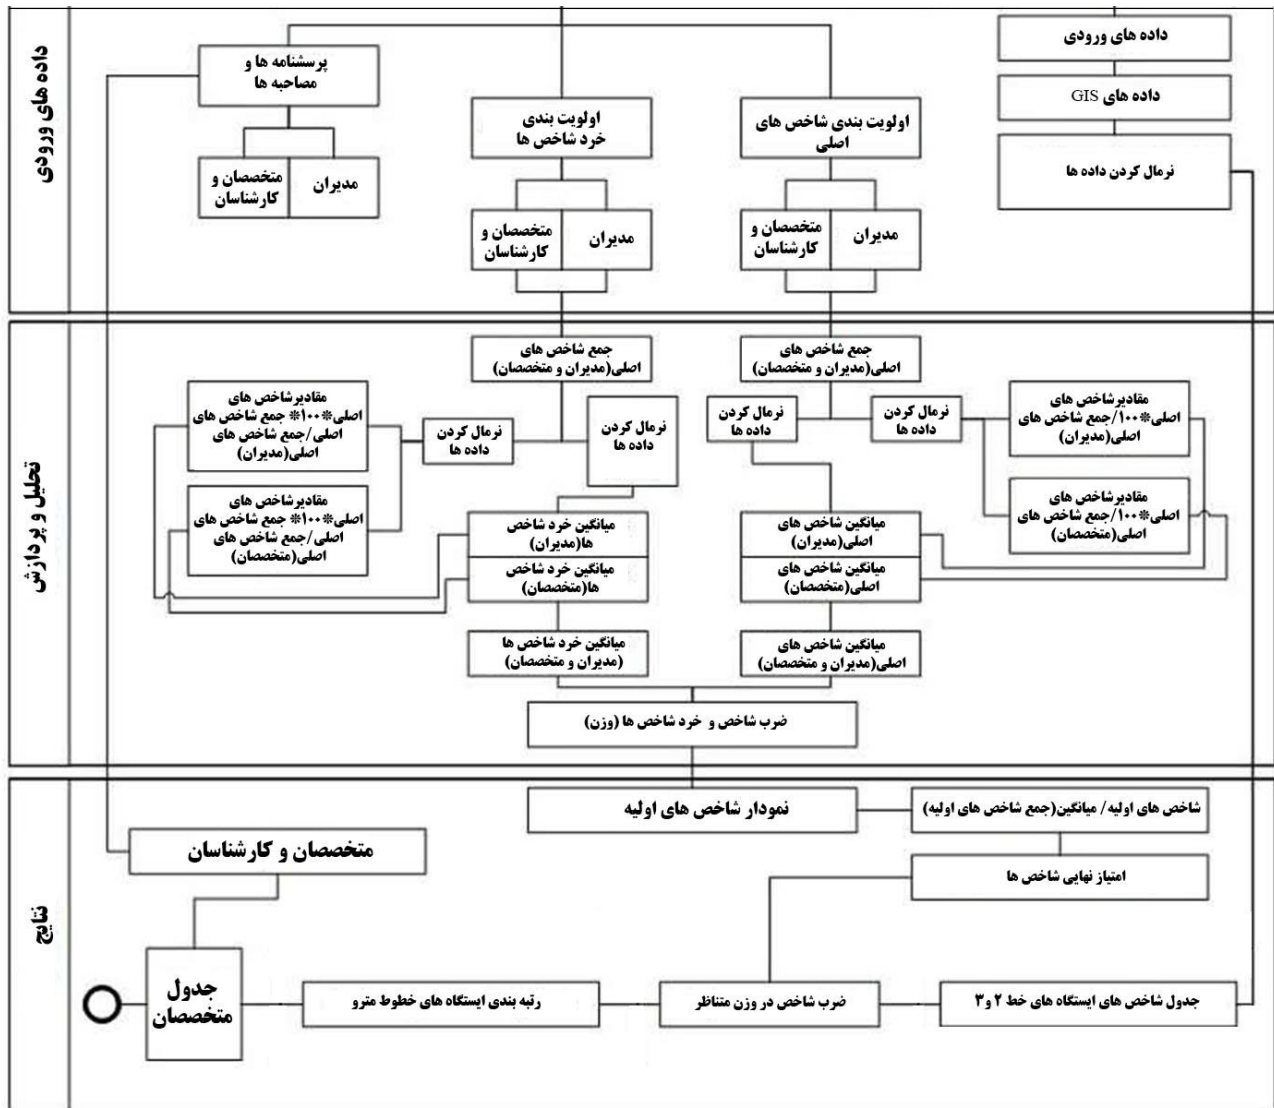 داده های ورودی
داده های ورودی
داده های GIS
نرمال کردن داده ها
اولویت بندی شاخص های
اصلی
مدیران
متخصصان و
کارشناسان
اولویت بندی
خرد شاخص ها
مدیران
متخصصان و
کارشناسان
پرسشنامه ها و
مصاحبه ها
مدیران
متخصصان و
کارشناسان
تحلیل و پردازش
جمع شاخص های
اصلی(مدیران و متخصصان)
نرمال کردن
داده ها
نرمال کردن
داده ها
مقادیرشاخص های
اصلی*۱۰۰/جمع شاخص های
اصلی(مدیران)
مقادیرشاخص های
اصلی*۱۰۰/جمع شاخص های
اصلی(متخصصان)
میانگین شاخص های
اصلی(مدیران)
میانگین شاخص های
اصلی(متخصصان)
میانگین شاخص های
اصلی(مدیران و متخصصان)
جمع شاخص های
اصلی(مدیران و متخصصان)
نرمال کردن
داده ها
نرمال کردن
داده ها
مقادیرشاخص های
اصلی*۱۰۰* جمع شاخص های
اصلی/جمع شاخص های
اصلی(مدیران)
مقادیرشاخص های
اصلی*۱۰۰* جمع شاخص های
اصلی/جمع شاخص های
اصلی(متخصصان)
میانگین خرد شاخص
ها(مدیران)
میانگین خرد شاخص
ها(متخصصان)
میانگین خرد شاخص ها
(مدیران و متخصصان)
ضرب شاخص و خرد شاخص ها (وزن)
نتایج
نمودار شاخص های اولیه
شاخص های اولیه/ میانگین(جمع شاخص های اولیه)
امتیاز نهایی شاخص ها
متخصصان و کارشناسان
جدول شاخص های ایستگاه های خط ۲ و۳
ضرب شاخص در وزن متناظر
رتبه بندی ایستگاه های خطوط مترو
جدول
متخصصان